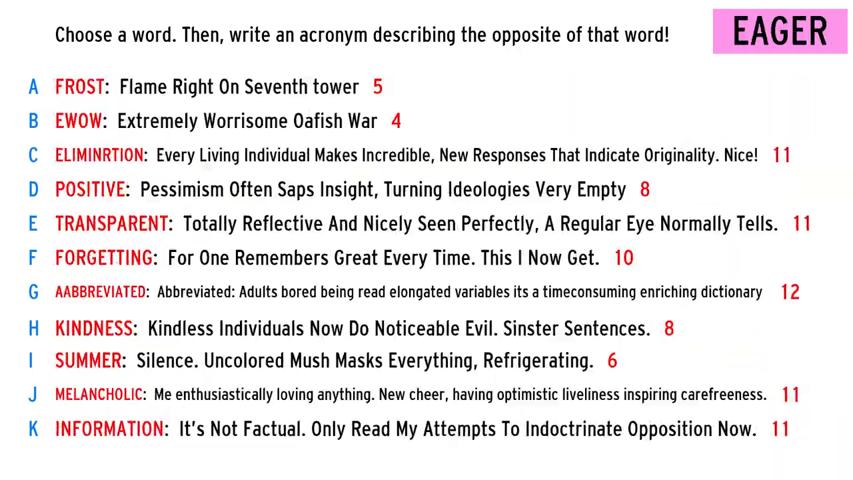 Choose a word. Then, write an acronym describing the opposite of that word!
EAGER
A FROST: Flame Right On Seventh tower 5
B EWOW: Extremely Worrisome Oafish War 4
C ELIMINRTION: Every Living Individual Makes Incredible, New Responses That Indicate Originality. Nice! 11
D POSITIVE: Pessimism Often Saps Insight, Turning Ideologies Very Empty 8
E TRANSPARENT: Totally Reflective And Nicely Seen Perfectly, A Regular Eye Normally Tells. 11
F FORGETTING: For One Remembers Great Every Time. This I Now Get. 10
G AABBREVIATED: Abbreviated: Adults bored being read elongated variables its a timeconsuming enriching dictionary 12
H KINDNESS: Kindless Individuals Now Do Noticeable Evil. Sinster Sentences. 8
I SUMMER: Silence. Uncolored Mush Masks Everything, Refrigerating. 6
J MELANCHOLIC: Me enthusiastically loving anything. New cheer, having optimistic liveliness inspiring carefreeness. 11
K INFORMATION: It's Not Factual. Only Read My Attempts To Indoctrinate Opposition Now. 11